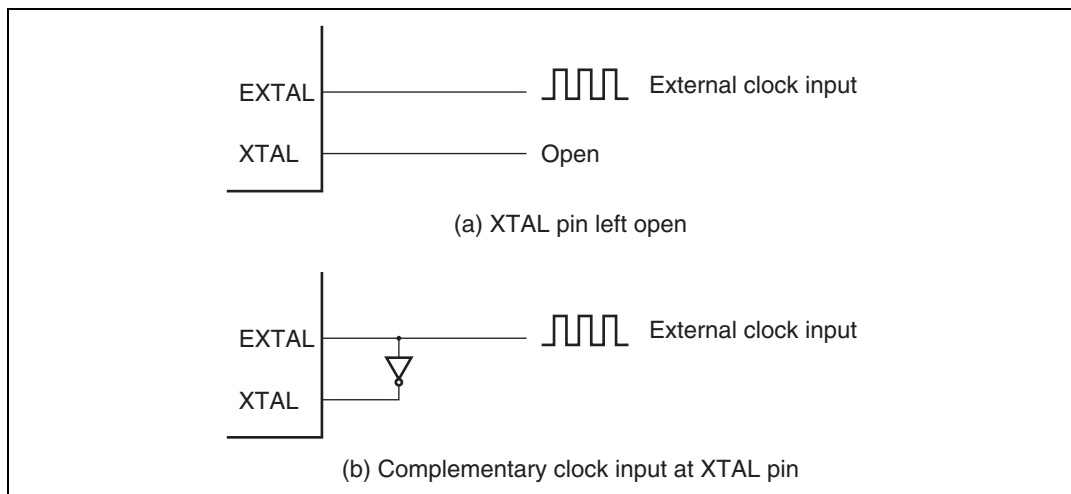 EXTAL External clock input
XTAL Open
(a) XTAL pin left open
EXTAL External clock input
XTAL
(b) Complementary clock input at XTAL pin